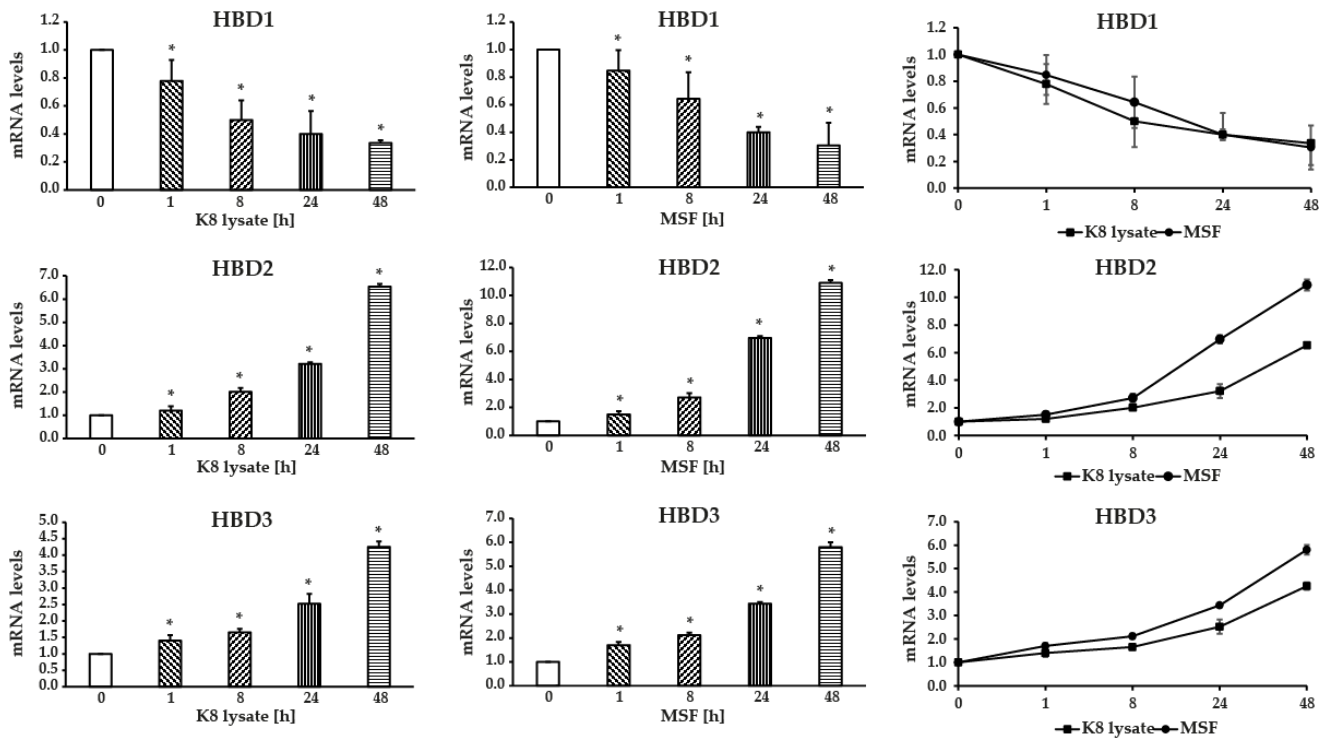 HBD1
mRNA levels
1.2
1.0
0.8
0.6
0.4
0.2
0.0
*
*
*
*
0 1 8 24 48
K8 lysate [h]
HBD1
mRNA levels
1.2
1.0
0.8
0.6
0.4
0.2
0.0
*
*
*
*
0 1 8 24 48
MSF [h]
HBD1
mRNA levels
1.2
1.0
0.8
0.6
0.4
0.2
0.0
0 1 8 24 48
K8 lysate MSF
HBD2
mRNA levels
7.0
6.0
5.0
4.0
3.0
2.0
1.0
0.0
*
*
*
*
0 1 8 24 48
K8 lysate [h]
HBD2
mRNA levels
12.0
10.0
8.0
6.0
4.0
2.0
0.0
*
*
*
*
0 1 8 24 48
MSF [h]
HBD2
mRNA levels
12.0
10.0
8.0
6.0
4.0
2.0
0.0
0 1 8 24 48
K8 lysate MSF
HBD3
mRNA levels
5.0
4.5
4.0
3.5
3.0
2.5
2.0
1.5
1.0
0.5
0.0
*
*
*
*
0 1 8 24 48
K8 lysate [h]
HBD3
mRNA levels
7.0
6.0
5.0
4.0
3.0
2.0
1.0
0.0
*
*
*
*
0 1 8 24 48
MSF [h]
HBD3
mRNA levels
7.0
6.0
5.0
4.0
3.0
2.0
1.0
0.0
0 1 8 24 48
K8 lysate MSF